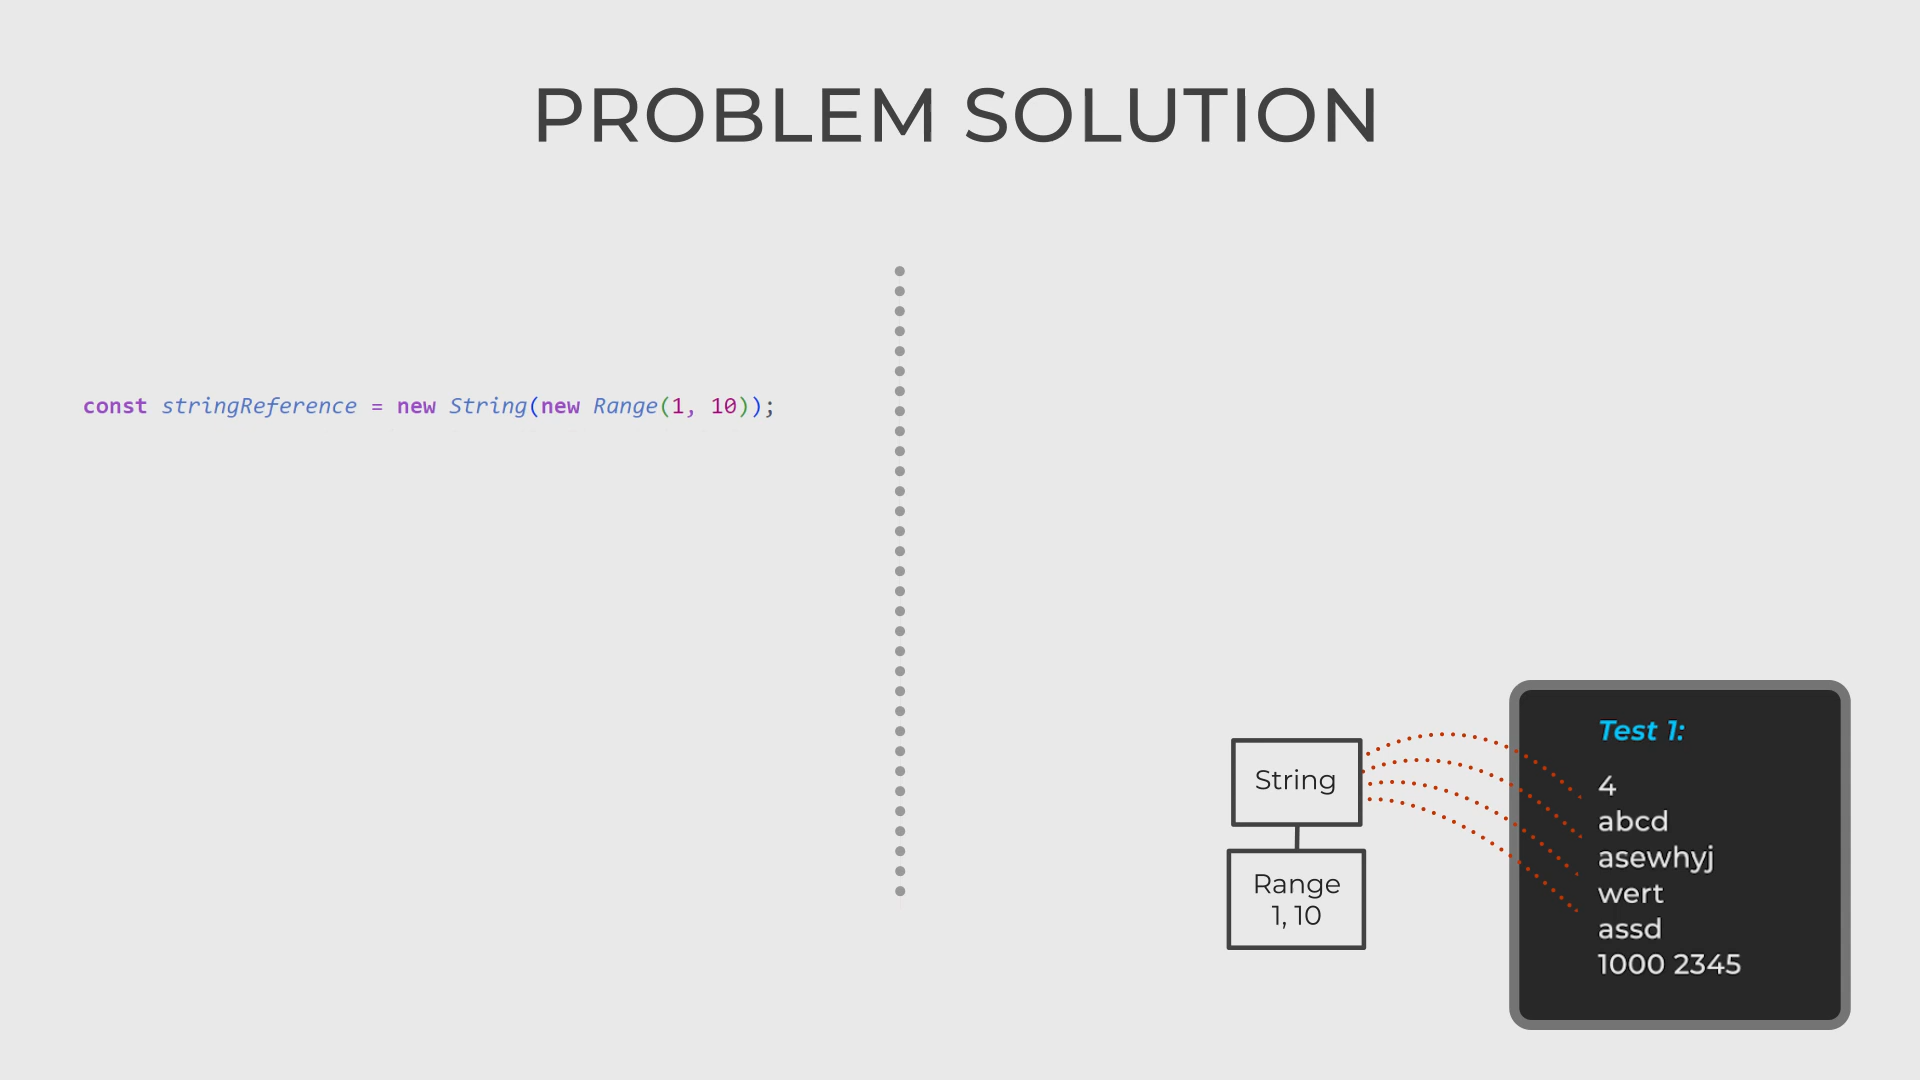 PROBLEM SOLUTION
const stringReference = new String(new Range(1, 10));
String
Range
1, 10
Test 1:
4
abcd
asewhyj
wert
assd
1000 2345